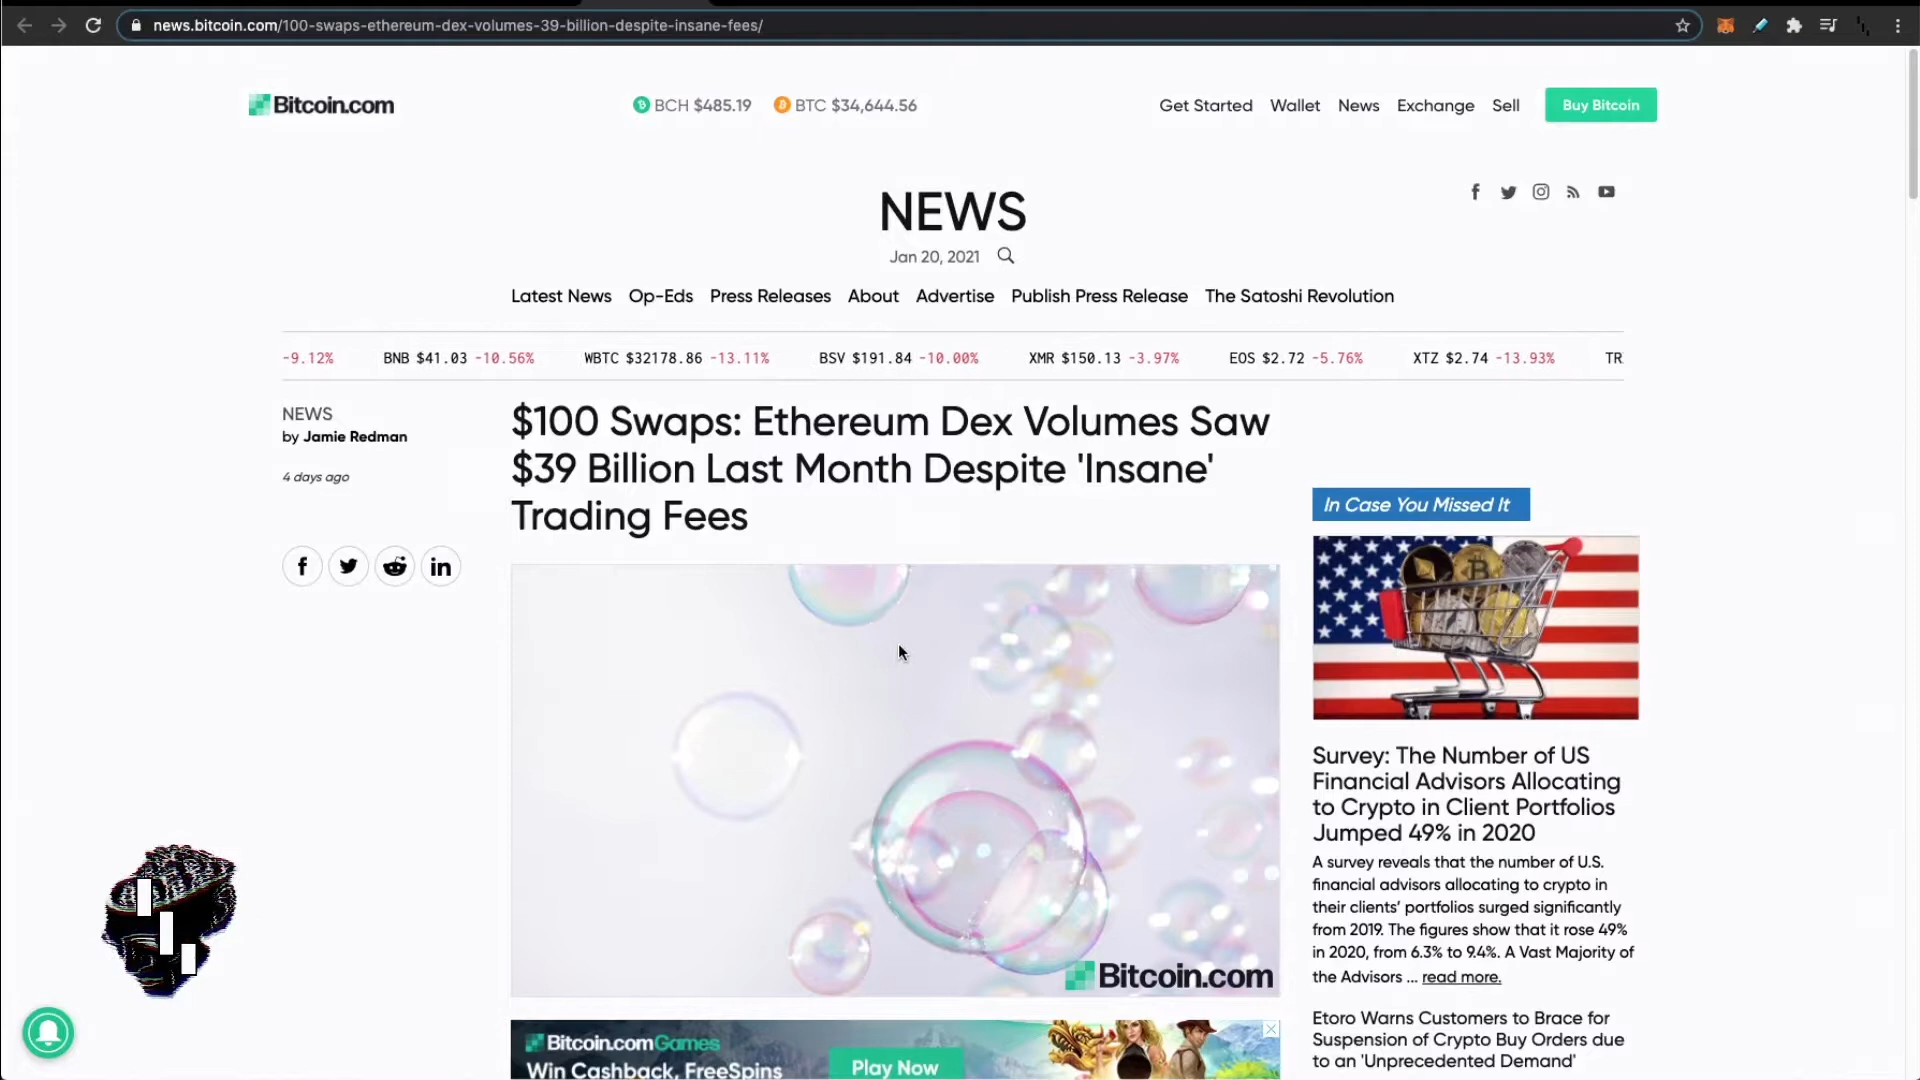 news.bitcoin.com/100-swaps-ethereum-dex-volumes-39-billion-despite-insane-fees/
Bitcoin.com
BCH $485.19 BTC $34,644.56
Get Started Wallet News Exchange Sell Buy Bitcoin
NEWS
Jan 20, 2021
Latest News Op-Eds Press Releases About Advertise Publish Press Release The Satoshi Revolution
-9.12% BNB $41.03 -10.56% WBTC $32178.86 -13.11% BSV $191.84 -10.00% XMR $150.13 -3.97% EOS $2.72 -5.76% XTZ $2.74 -13.93% TR
NEWS
by Jamie Redman
4 days ago
$100 Swaps: Ethereum Dex Volumes Saw
$39 Billion Last Month Despite 'Insane'
Trading Fees
Bitcoin.com
Bitcoin.comGames
Win Cashback, FreeSpins
Play Now
In Case You Missed It
Survey: The Number of US
Financial Advisors Allocating
to Crypto in Client Portfolios
Jumped 49% in 2020
A survey reveals that the number of U.S.
financial advisors allocating to crypto in
their clients' portfolios surged significantly
from 2019. The figures show that it rose 49%
in 2020, from 6.3% to 9.4%. A Vast Majority of
the Advisors ... read more.
Etoro Warns Customers to Brace for
Suspension of Crypto Buy Orders due
to an 'Unprecedented Demand'